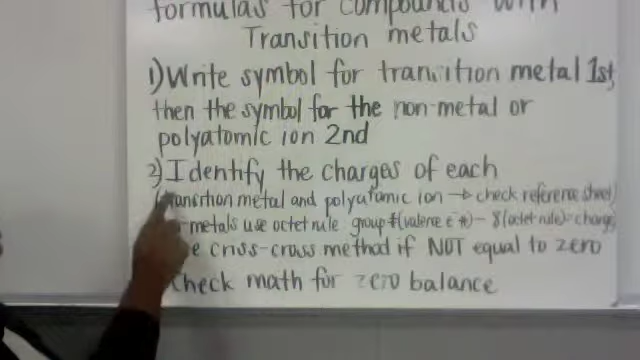 formulas for compounds with
Transition metals
1) Write symbol for transition metal 1st,
then the symbol for the non-metal or
polyatomic ion 2nd
2) Identify the charges of each
(transition metal and polyatomic ion → check reference sheet)
-metals use octet rule group # (valence e⁻ #) - 8 (octet rule) = charge
criss-cross method if NOT equal to zero
check math for zero balance